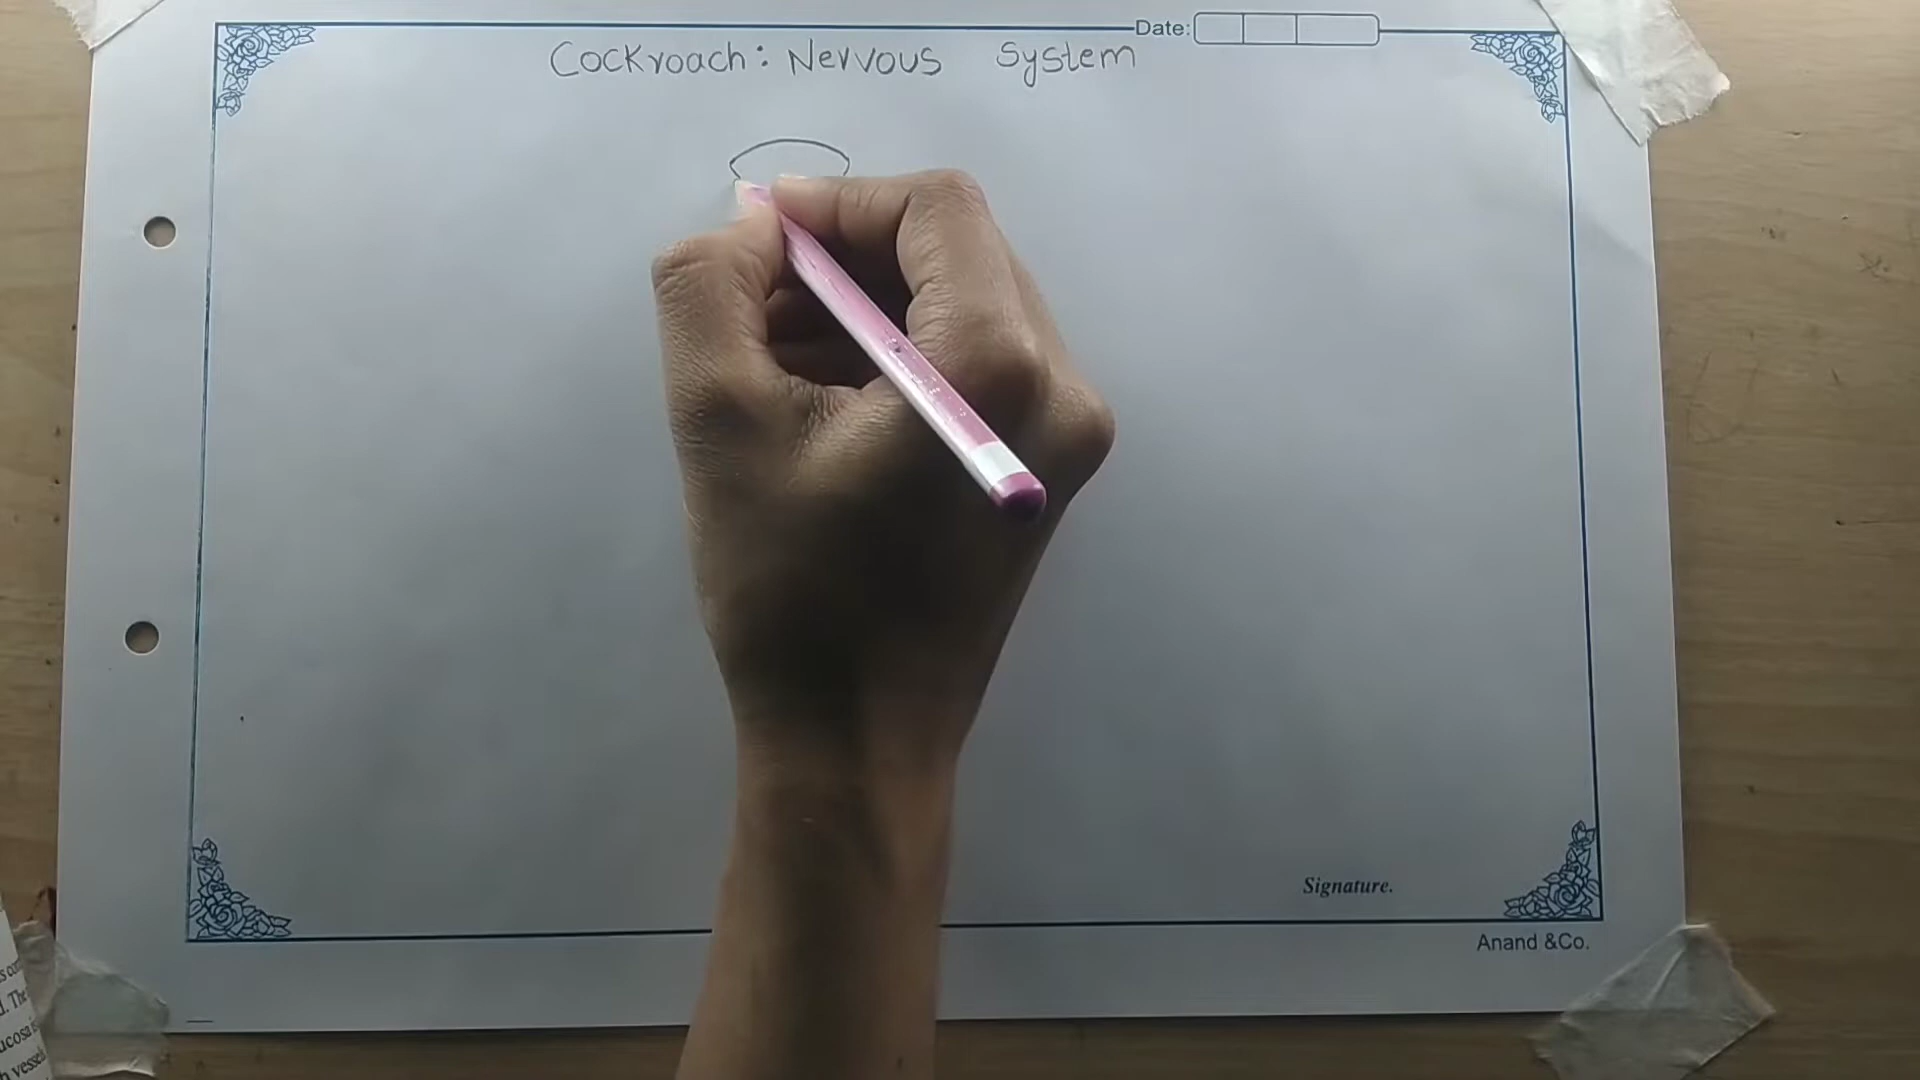 Date:
Cockroach: Nervous System
Signature.
Anand &Co.